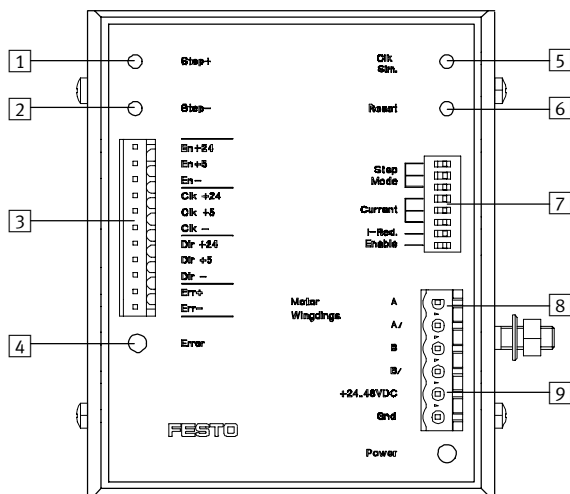 1
Step+
Clk
Sim.
5
2
Step-
Reset
6
En+24
En+5
En-
Clk +24
Clk +5
Clk -
Dir +24
Dir +5
Dir -
Err+
Err-
3
Step
Mode
Current
I-Red.
Enable
7
4
Error
Motor
Wingdings
A
A/
B
B/
+24..48VDC
Gnd
8
9
FESTO
Power